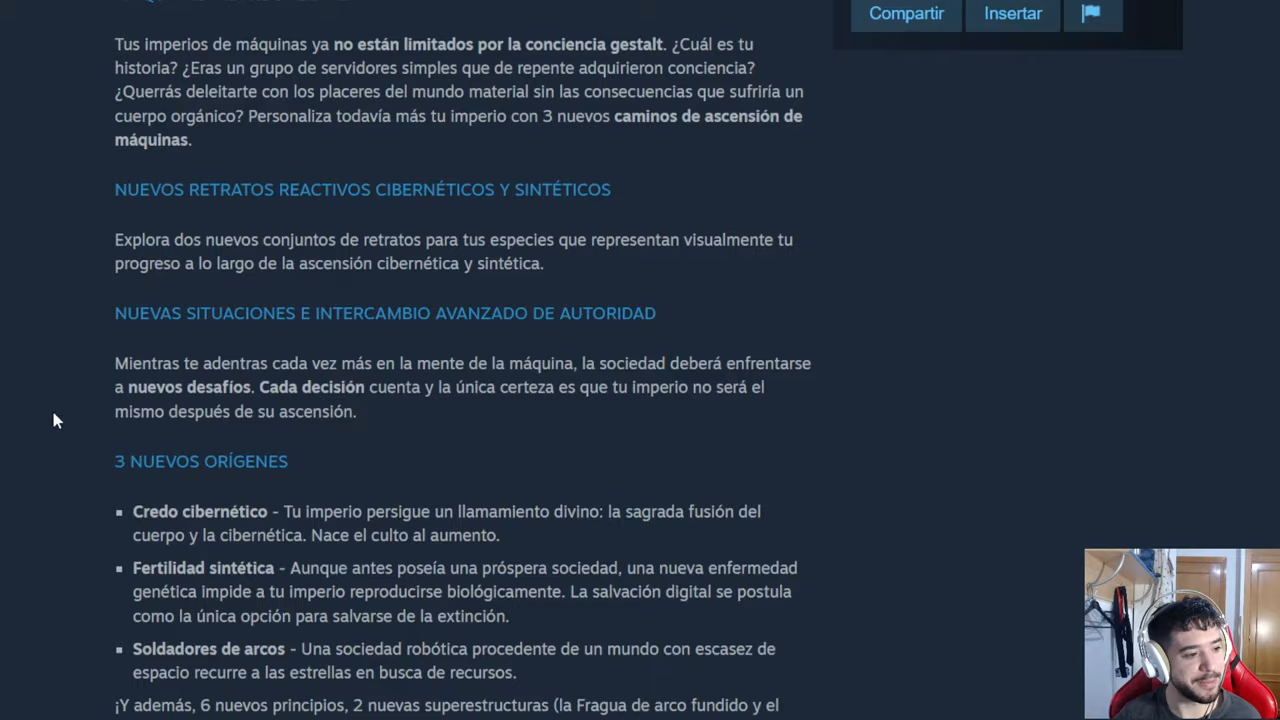 Compartir
Insertar
Tus imperios de máquinas ya no están limitados por la conciencia gestalt. ¿Cuál es tu
historia? ¿Eras un grupo de servidores simples que de repente adquirieron conciencia?
¿Querrás deleitarte con los placeres del mundo material sin las consecuencias que sufriría un
cuerpo orgánico? Personaliza todavía más tu imperio con 3 nuevos caminos de ascensión de
máquinas.
NUEVOS RETRATOS REACTIVOS CIBERNÉTICOS Y SINTÉTICOS
Explora dos nuevos conjuntos de retratos para tus especies que representan visualmente tu
progreso a lo largo de la ascensión cibernética y sintética.
NUEVAS SITUACIONES E INTERCAMBIO AVANZADO DE AUTORIDAD
Mientras te adentras cada vez más en la mente de la máquina, la sociedad deberá enfrentarse
a nuevos desafíos. Cada decisión cuenta y la única certeza es que tu imperio no será el
mismo después de su ascensión.
3 NUEVOS ORÍGENES
▪ Credo cibernético - Tu imperio persigue un llamamiento divino: la sagrada fusión del
cuerpo y la cibernética. Nace el culto al aumento.
▪ Fertilidad sintética - Aunque antes poseía una próspera sociedad, una nueva enfermedad
genética impide a tu imperio reproducirse biológicamente. La salvación digital se postula
como la única opción para salvarse de la extinción.
▪ Soldadores de arcos - Una sociedad robótica procedente de un mundo con escasez de
espacio recurre a las estrellas en busca de recursos.
¡Y además, 6 nuevos principios, 2 nuevas superestructuras (la Fragua de arco fundido y el